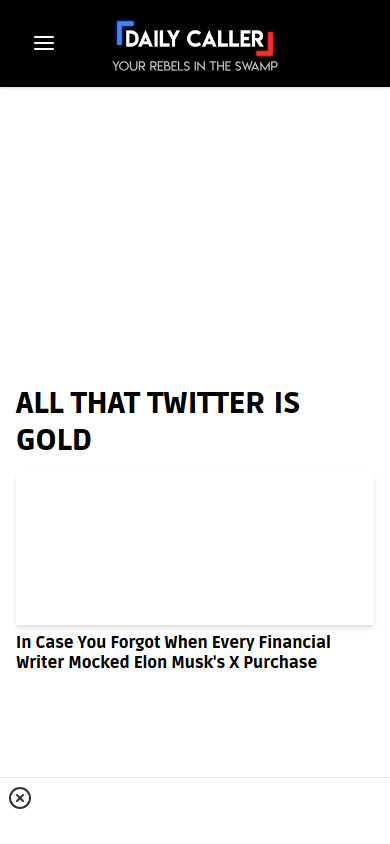 DAILY CALLER
YOUR REBELS IN THE SWAMP
ALL THAT TWITTER IS
GOLD
In Case You Forgot When Every Financial
Writer Mocked Elon Musk's X Purchase